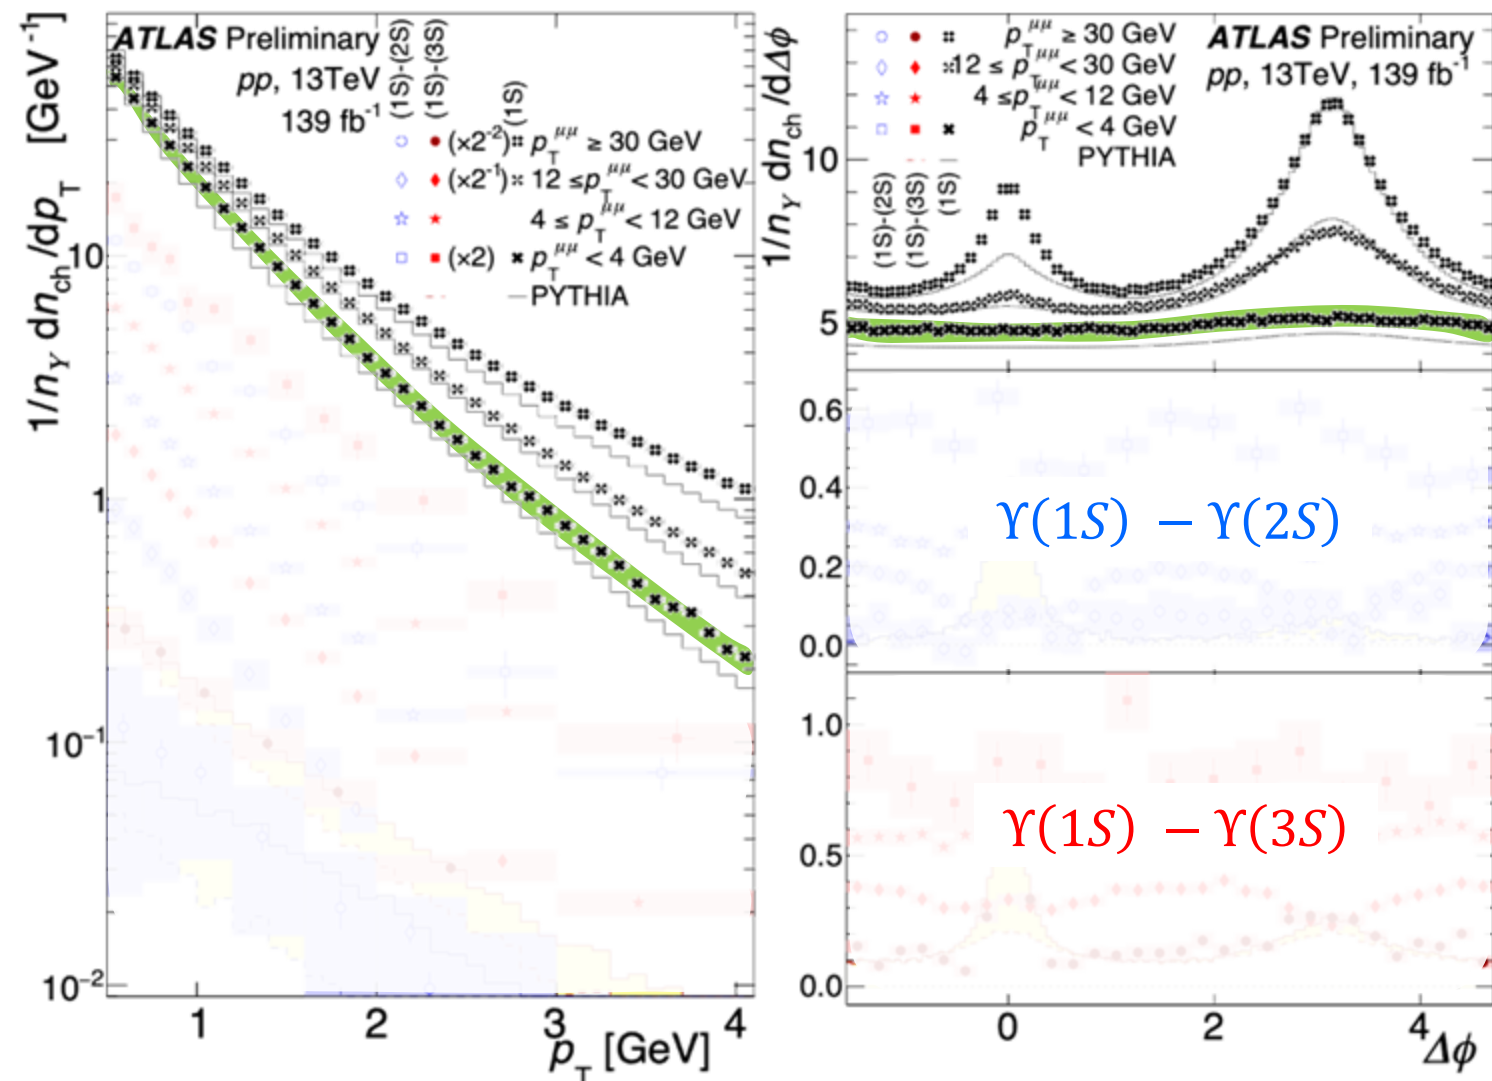 1/n_Υ dn_ch/dp_T [GeV⁻¹]
ATLAS Preliminary
pp, 13TeV
139 fb⁻¹
(1S)-(2S)
(1S)-(3S)
(1S)
(×2⁻²) p_T^μμ ≥ 30 GeV
(×2⁻¹) 12 ≤p_T^μμ < 30 GeV
4 ≤ p_T^μμ < 12 GeV
(×2) p_T^μμ < 4 GeV
PYTHIA
10
1
10⁻¹
10⁻²
1 2 3 4
p_T [GeV]
1/n_Υ dn_ch/dΔϕ
p_T^μμ ≥ 30 GeV
12 ≤ p_T^μμ < 30 GeV
4 ≤p_T^μμ < 12 GeV
p_T^μμ < 4 GeV
PYTHIA
ATLAS Preliminary
pp, 13TeV, 139 fb⁻¹
(1S)-(2S)
(1S)-(3S)
(1S)
10
5
0.6
0.4
0.2
0.0
ϒ(1S) − ϒ(2S)
1.0
0.5
0.0
ϒ(1S) − ϒ(3S)
0 2 4
Δϕ